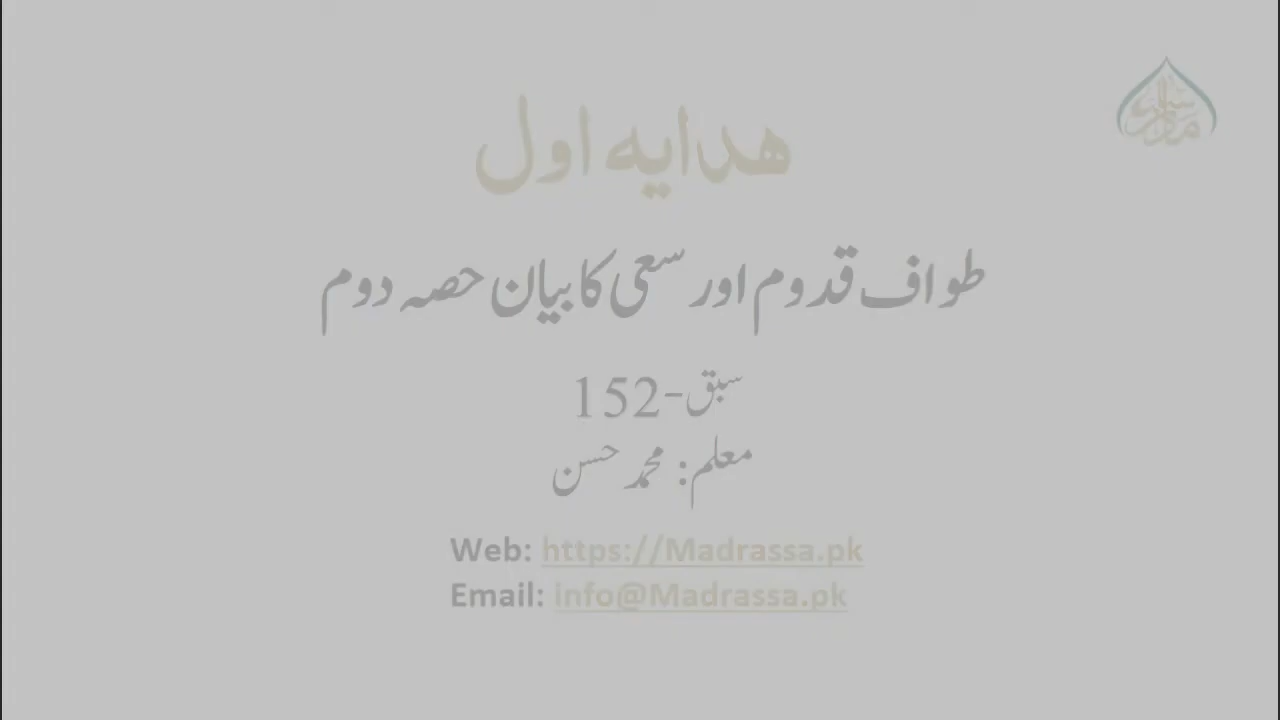 هدایه اول
طواف قدوم اور سعی کا بیان حصہ دوم
سبق-152
معلم: محمد حسن
Web: https://Madrassa.pk
Email: info@Madrassa.pk